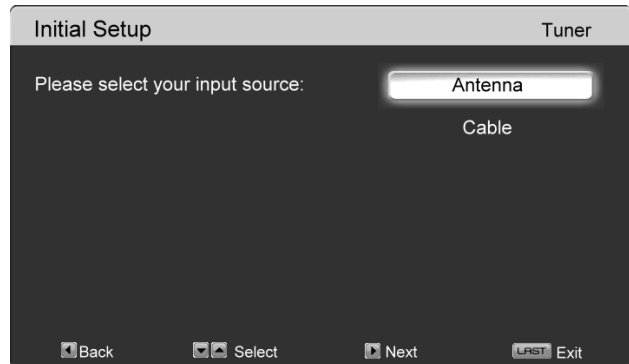 Initial Setup Tuner
Please select your input source: Antenna
Cable
Back Select Next LAST Exit